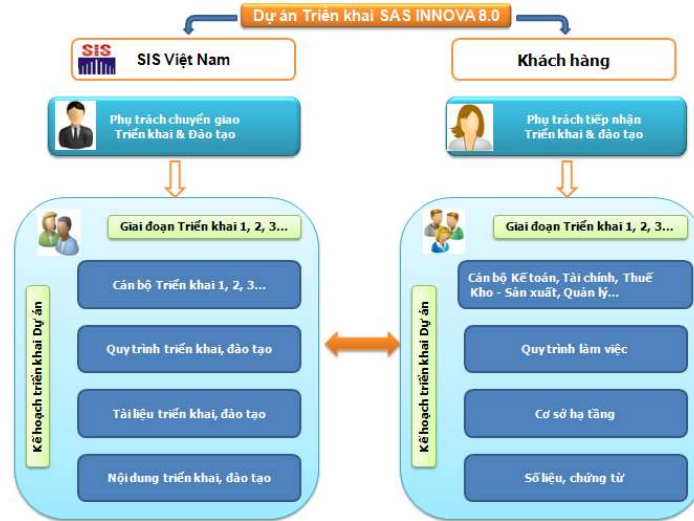 Dự án Triển khai SAS INNOVA 8.0
SIS
SIS Việt Nam
Khách hàng
Phụ trách chuyển giao
Triển khai & Đào tạo
Phụ trách tiếp nhận
Triển khai & đào tạo
Giai đoạn Triển khai 1, 2, 3...
Kế hoạch triển khai Dự án
Cán bộ Triển khai 1, 2, 3...
Quy trình triển khai, đào tạo
Tài liệu triển khai, đào tạo
Nội dung triển khai, đào tạo
Giai đoạn Triển khai 1, 2, 3...
Kế hoạch triển khai Dự án
Cán bộ Kế toán, Tài chính, Thuế
Kho - Sản xuất, Quản lý...
Quy trình làm việc
Cơ sở hạ tầng
Số liệu, chứng từ